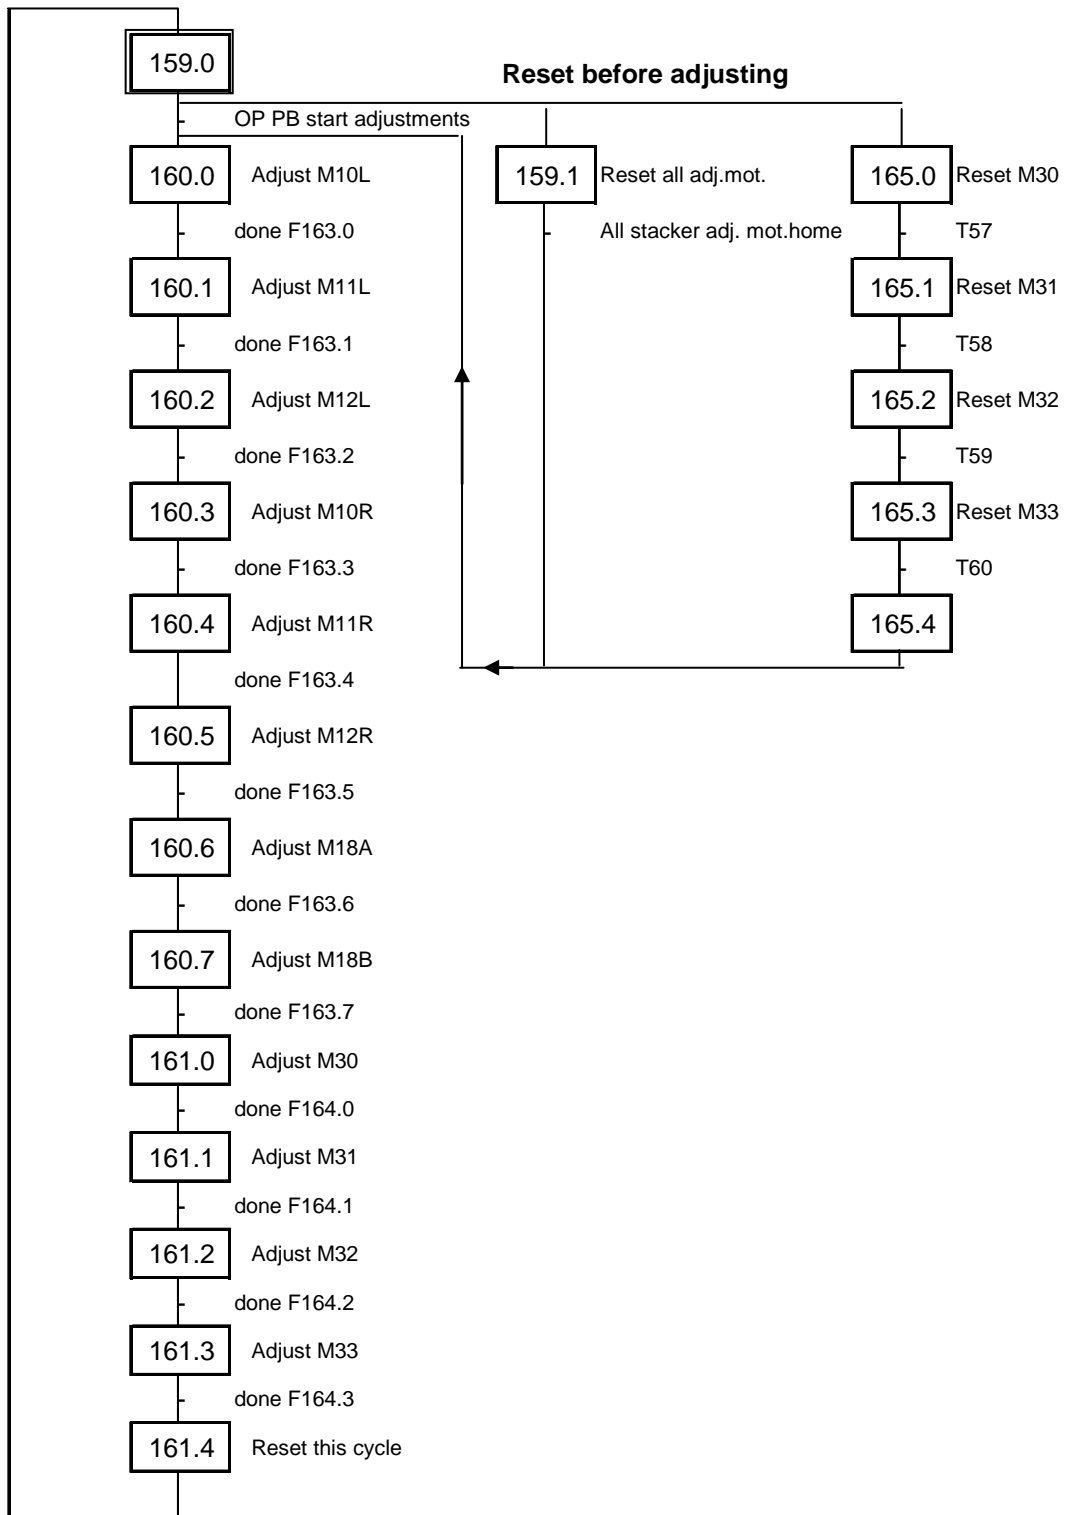 159.0
Reset before adjusting
OP PB start adjustments
160.0 Adjust M10L 159.1 Reset all adj.mot. 165.0 Reset M30
done F163.0 All stacker adj. mot.home T57
160.1 Adjust M11L 165.1 Reset M31
done F163.1 T58
160.2 Adjust M12L 165.2 Reset M32
done F163.2 T59
160.3 Adjust M10R 165.3 Reset M33
done F163.3 T60
160.4 Adjust M11R 165.4
done F163.4
160.5 Adjust M12R
done F163.5
160.6 Adjust M18A
done F163.6
160.7 Adjust M18B
done F163.7
161.0 Adjust M30
done F164.0
161.1 Adjust M31
done F164.1
161.2 Adjust M32
done F164.2
161.3 Adjust M33
done F164.3
161.4 Reset this cycle